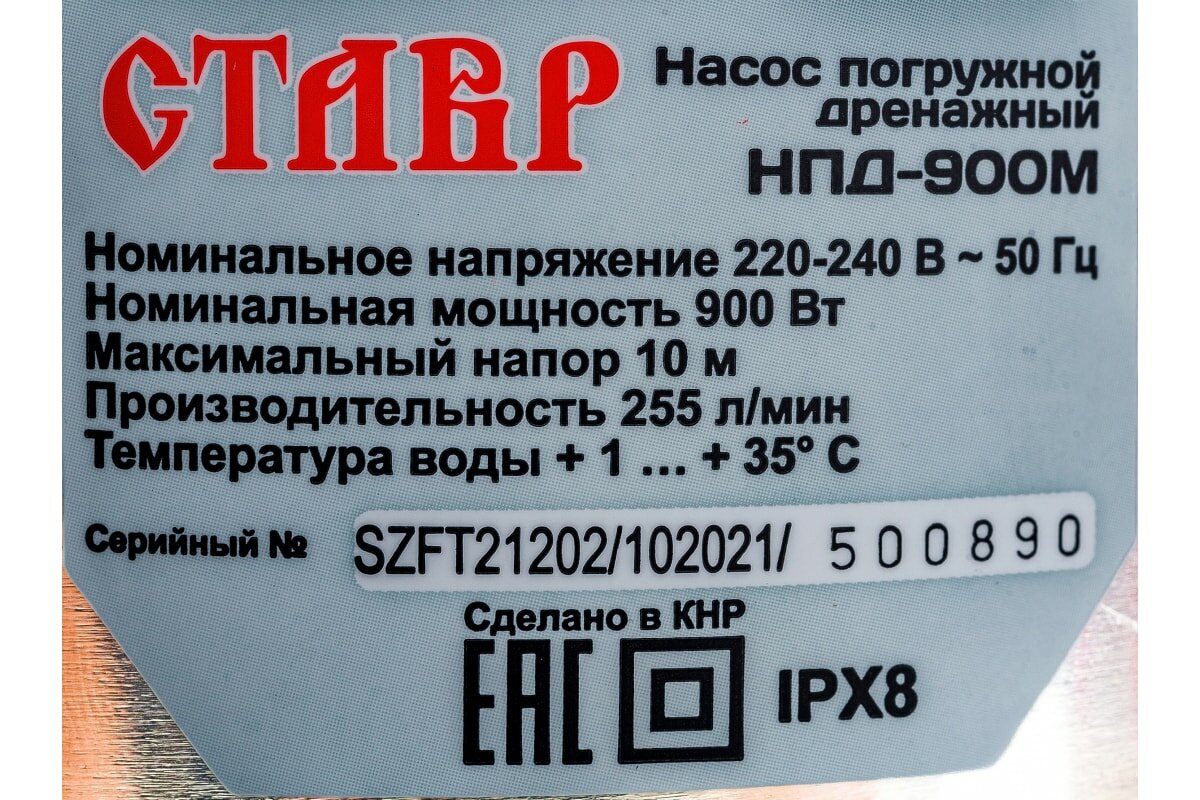 СТАВР
Насос погружной
дренажный
НПД-900М
Номинальное напряжение 220-240 В ~ 50 Гц
Номинальная мощность 900 Вт
Максимальный напор 10 м
Производительность 255 л/мин
Температура воды + 1 ... + 35° С
Серийный № SZFT21202/102021/ 500890
Сделано в КНР
EAC IPX8